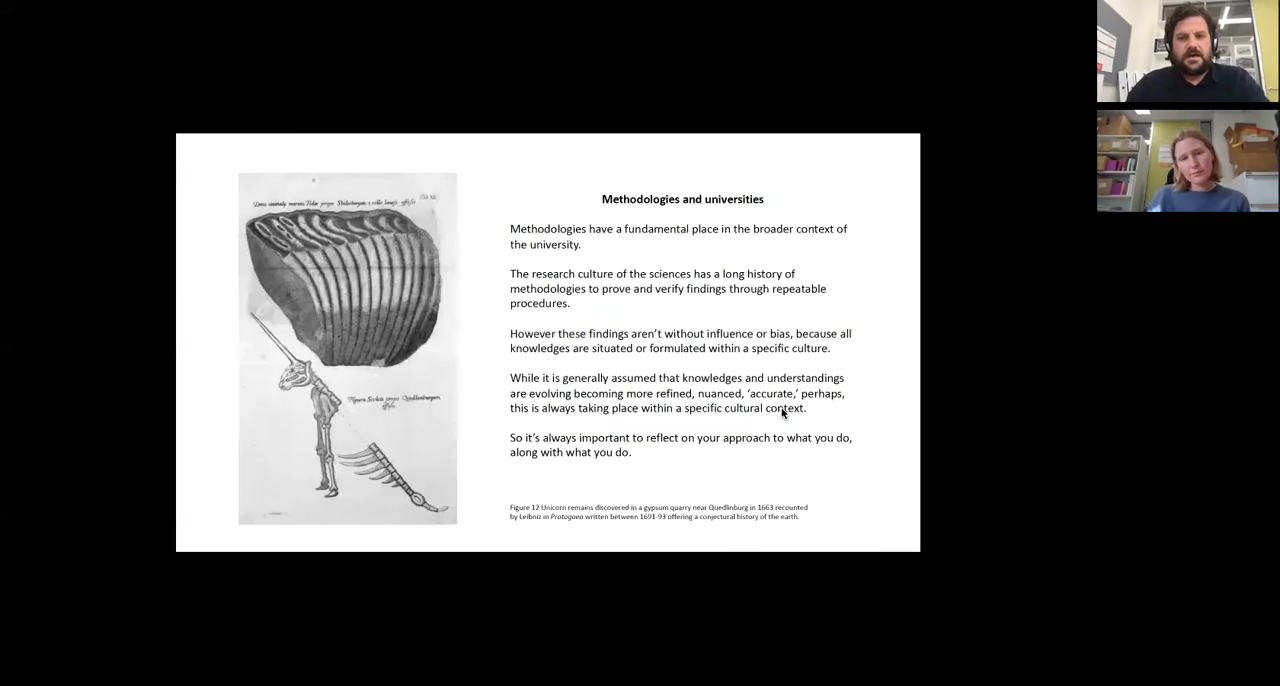 Methodologies and universities
Methodologies have a fundamental place in the broader context of
the university.
The research culture of the sciences has a long history of
methodologies to prove and verify findings through repeatable
procedures.
However these findings aren’t without influence or bias, because all
knowledges are situated or formulated within a specific culture.
While it is generally assumed that knowledges and understandings
are evolving becoming more refined, nuanced, ‘accurate,’ perhaps,
this is always taking place within a specific cultural context.
So it’s always important to reflect on your approach to what you do,
along with what you do.
Figure 12 Unicorn remains discovered in a gypsum quarry near Quedlinburg in 1663 recounted
by Leibniz in Protogaea written between 1691-93 offering a conjectural history of the earth.